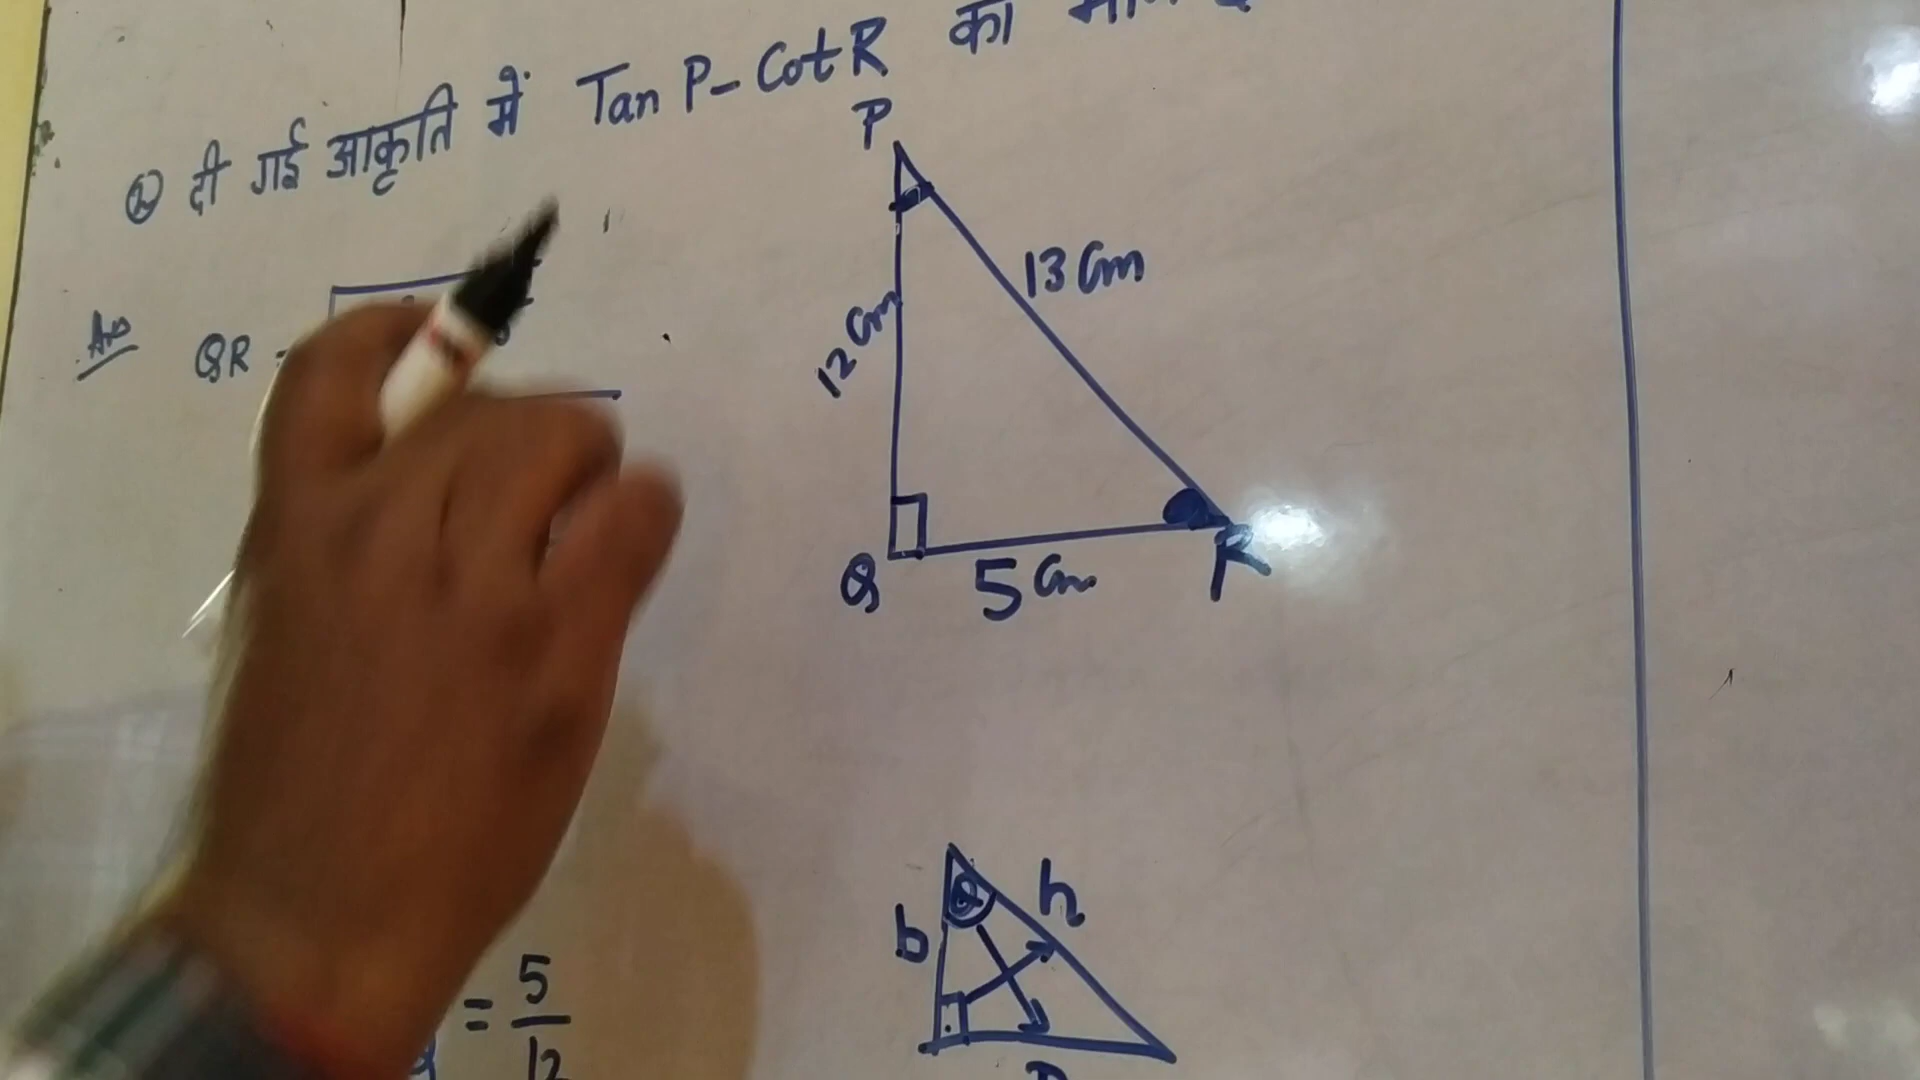 ② दी गई आकृति में Tan P - Cot R का
P
13 cm
12 cm
Ans QR =
Q 5 cm R
b h
= 5/12